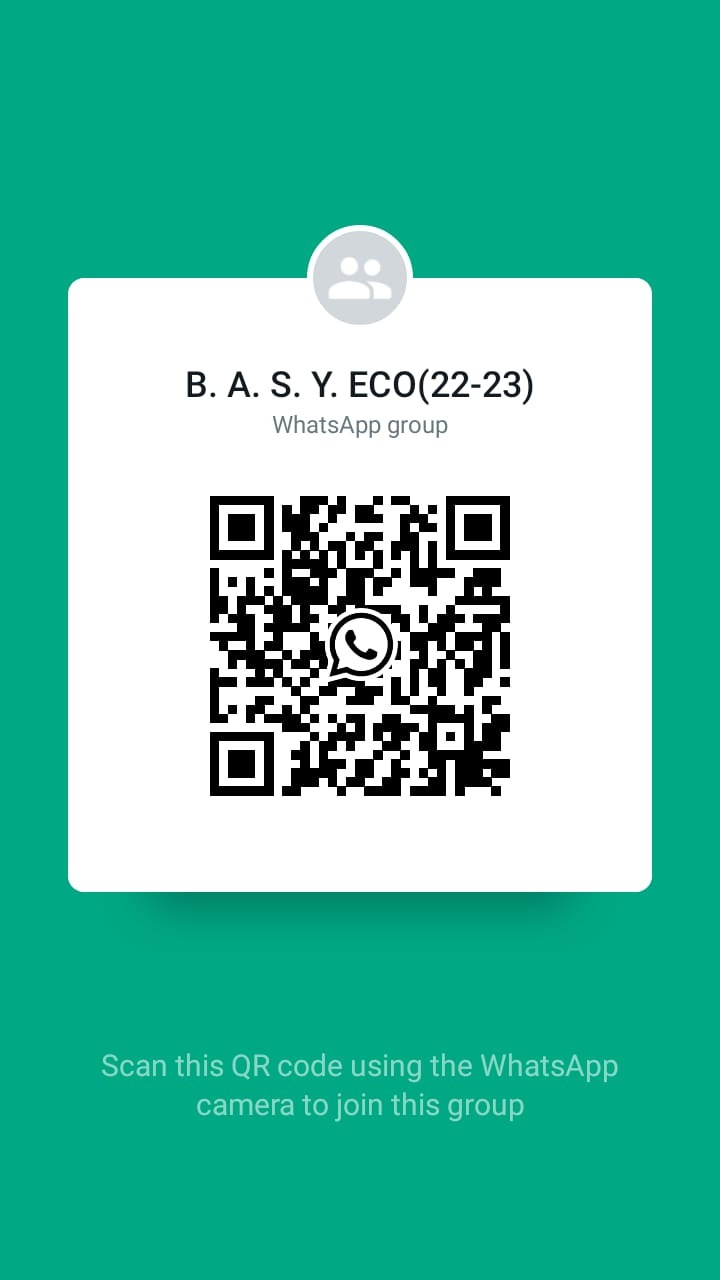 B. A. S. Y. ECO(22-23)
WhatsApp group
Scan this QR code using the WhatsApp
camera to join this group